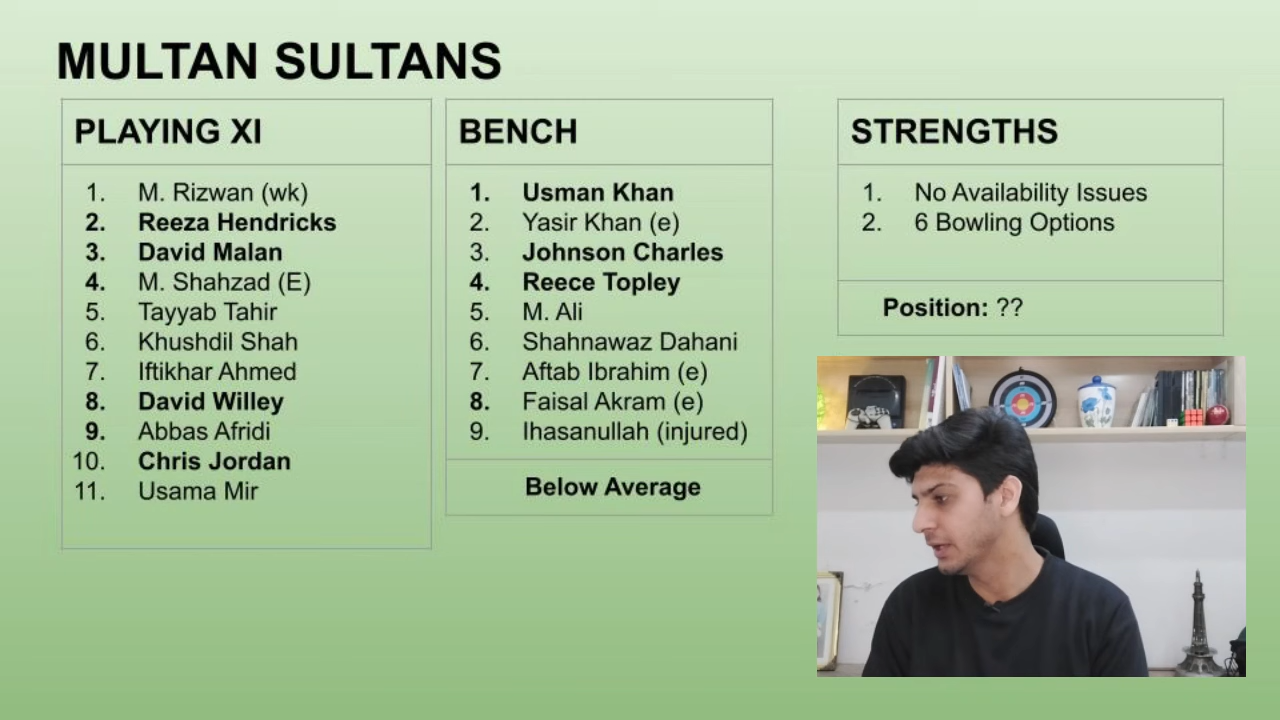 MULTAN SULTANS
PLAYING XI
1. M. Rizwan (wk)
2. Reeza Hendricks
3. David Malan
4. M. Shahzad (E)
5. Tayyab Tahir
6. Khushdil Shah
7. Iftikhar Ahmed
8. David Willey
9. Abbas Afridi
10. Chris Jordan
11. Usama Mir
BENCH
1. Usman Khan
2. Yasir Khan (e)
3. Johnson Charles
4. Reece Topley
5. M. Ali
6. Shahnawaz Dahani
7. Aftab Ibrahim (e)
8. Faisal Akram (e)
9. Ihasanullah (injured)
Below Average
STRENGTHS
1. No Availability Issues
2. 6 Bowling Options
Position: ??